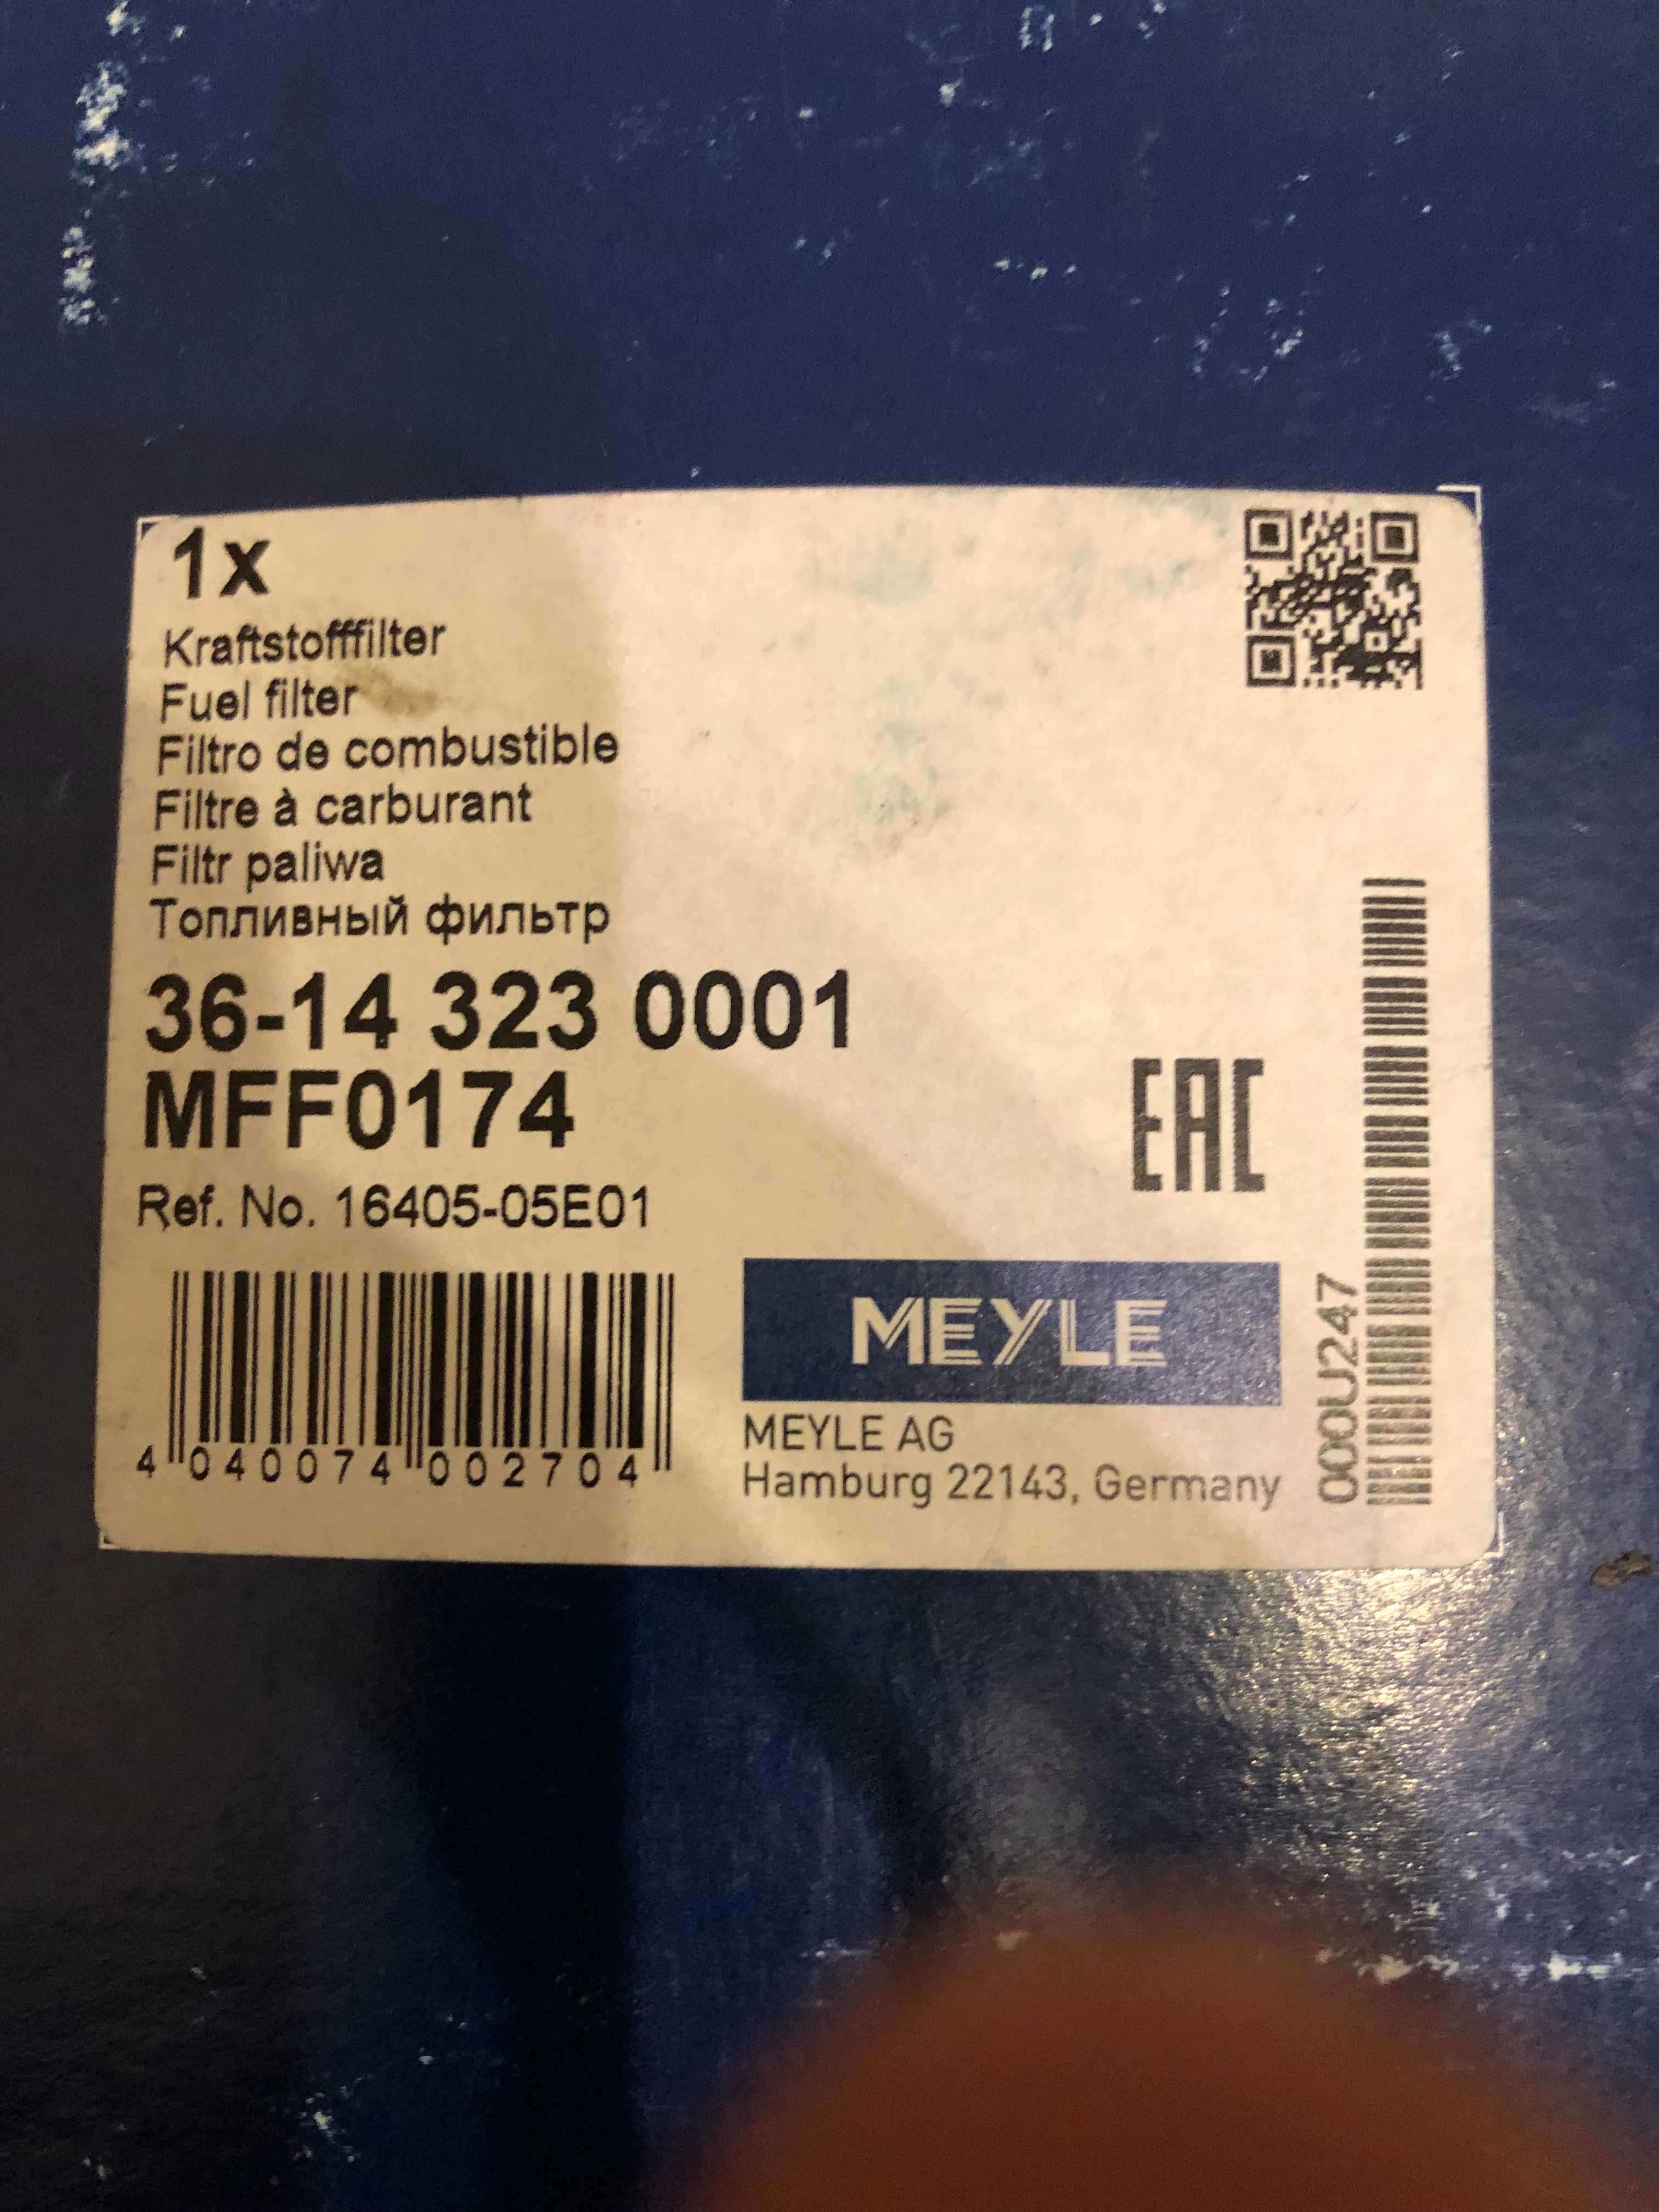 1x
Kraftstofffilter
Fuel filter
Filtro de combustible
Filtre à carburant
Filtr paliwa
Топливный фильтр
36-14 323 0001
MFF0174
Ref. No. 16405-05E01
EAC
4 040074 002704
MEYLE
MEYLE AG
Hamburg 22143, Germany
000U247